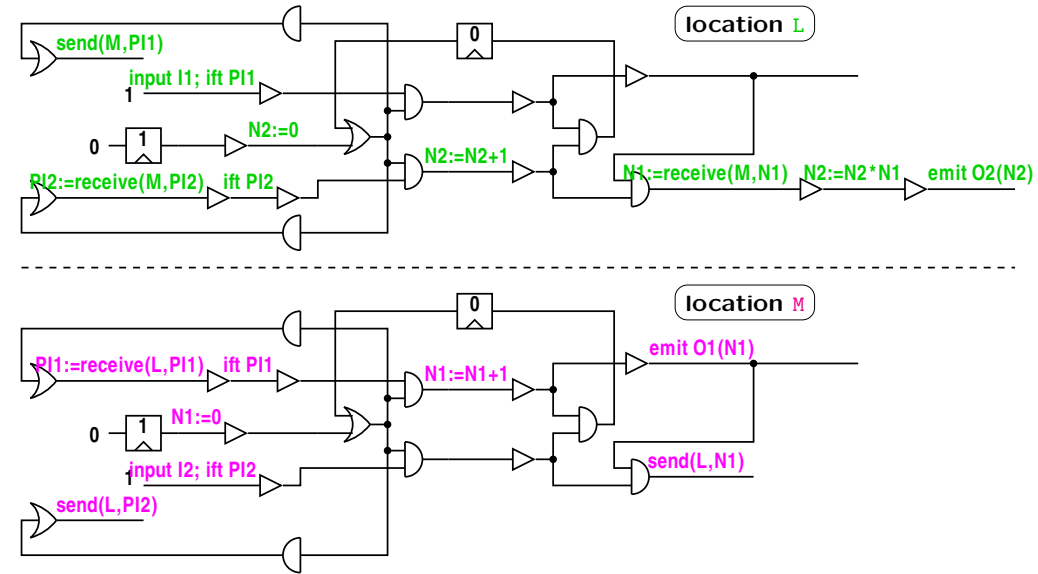 location L
0
send(M,PI1)
input I1; ift PI1
1
0
1
N2:=0
N2:=N2+1
PI2:=receive(M,PI2)
ift PI2
N1:=receive(M,N1)
N2:=N2*N1
emit O2(N2)
location M
0
emit O1(N1)
PI1:=receive(L,PI1)
ift PI1
N1:=N1+1
0
1
N1:=0
input I2; ift PI2
1
send(L,N1)
send(L,PI2)